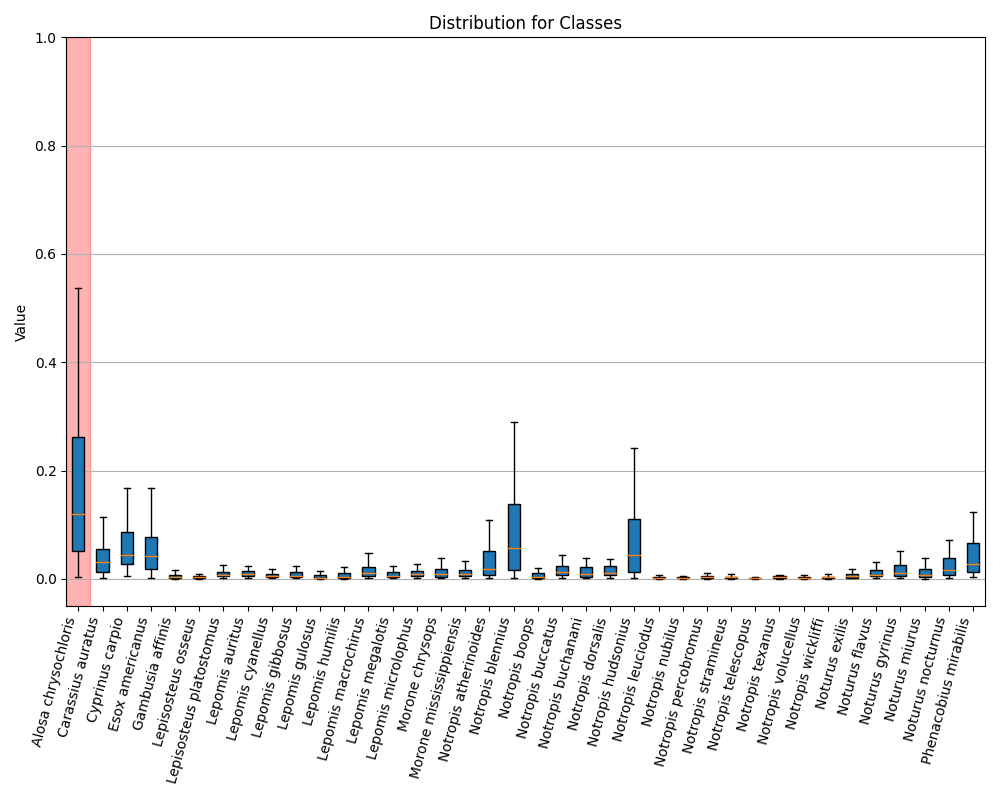 Distribution for Classes
Value
1.0
0.8
0.6
0.4
0.2
0.0
Alosa chrysochloris
Carassius auratus
Cyprinus carpio
Esox americanus
Gambusia affinis
Lepisosteus osseus
Lepisosteus platostomus
Lepomis auritus
Lepomis cyanellus
Lepomis gibbosus
Lepomis gulosus
Lepomis humilis
Lepomis macrochirus
Lepomis megalotis
Lepomis microlophus
Morone chrysops
Morone mississippiensis
Notropis atherinoides
Notropis blennius
Notropis boops
Notropis buccatus
Notropis buchanani
Notropis dorsalis
Notropis hudsonius
Notropis leuciodus
Notropis nubilus
Notropis percobromus
Notropis stramineus
Notropis telescopus
Notropis texanus
Notropis volucellus
Notropis wickliffi
Noturus exilis
Noturus flavus
Noturus gyrinus
Noturus miurus
Noturus nocturnus
Phenacobius mirabilis